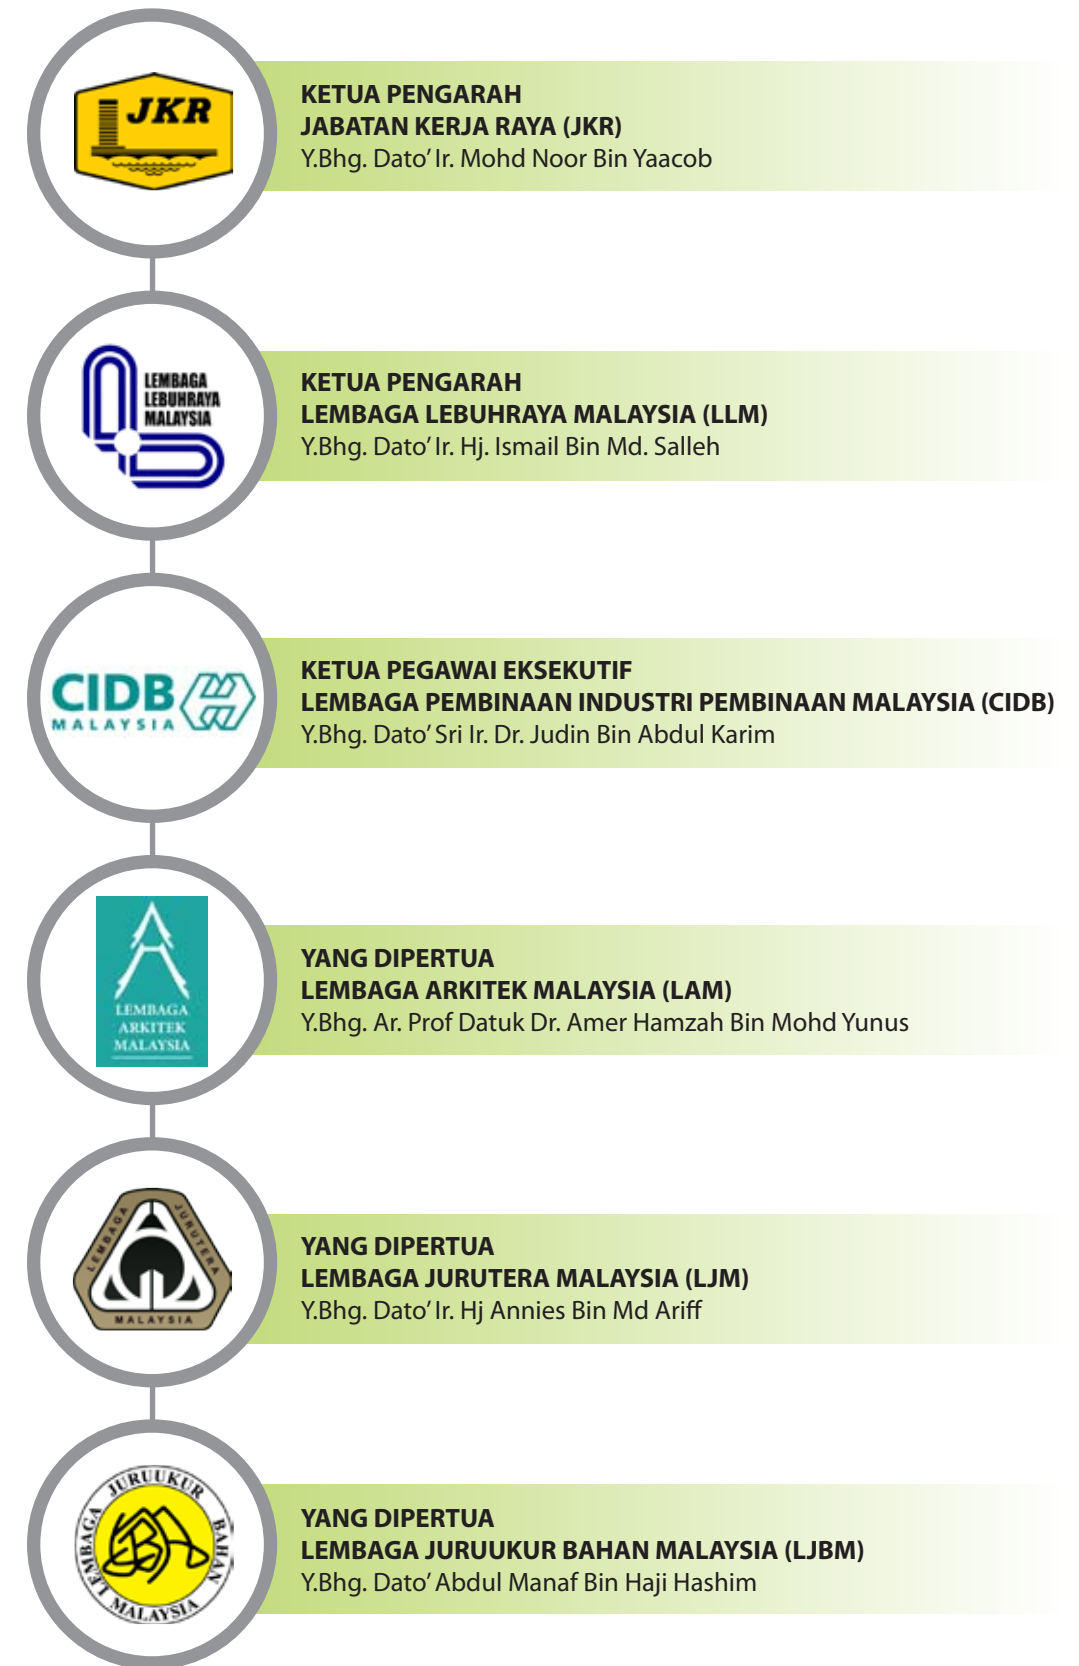 JKR
KETUA PENGARAH
JABATAN KERJA RAYA (JKR)
Y.Bhg. Dato’ Ir. Mohd Noor Bin Yaacob
LEMBAGA
LEBUHRAYA
MALAYSIA
KETUA PENGARAH
LEMBAGA LEBUHRAYA MALAYSIA (LLM)
Y.Bhg. Dato’ Ir. Hj. Ismail Bin Md. Salleh
CIDB
MALAYSIA
KETUA PEGAWAI EKSEKUTIF
LEMBAGA PEMBINAAN INDUSTRI PEMBINAAN MALAYSIA (CIDB)
Y.Bhg. Dato’ Sri Ir. Dr. Judin Bin Abdul Karim
LEMBAGA
ARKITEK
MALAYSIA
YANG DIPERTUA
LEMBAGA ARKITEK MALAYSIA (LAM)
Y.Bhg. Ar. Prof Datuk Dr. Amer Hamzah Bin Mohd Yunus
LEMBAGA JURUTERA
MALAYSIA
YANG DIPERTUA
LEMBAGA JURUTERA MALAYSIA (LJM)
Y.Bhg. Dato’ Ir. Hj Annies Bin Md Ariff
LEMBAGA JURUUKUR BAHAN
MALAYSIA
YANG DIPERTUA
LEMBAGA JURUUKUR BAHAN MALAYSIA (LJBM)
Y.Bhg. Dato’ Abdul Manaf Bin Haji Hashim